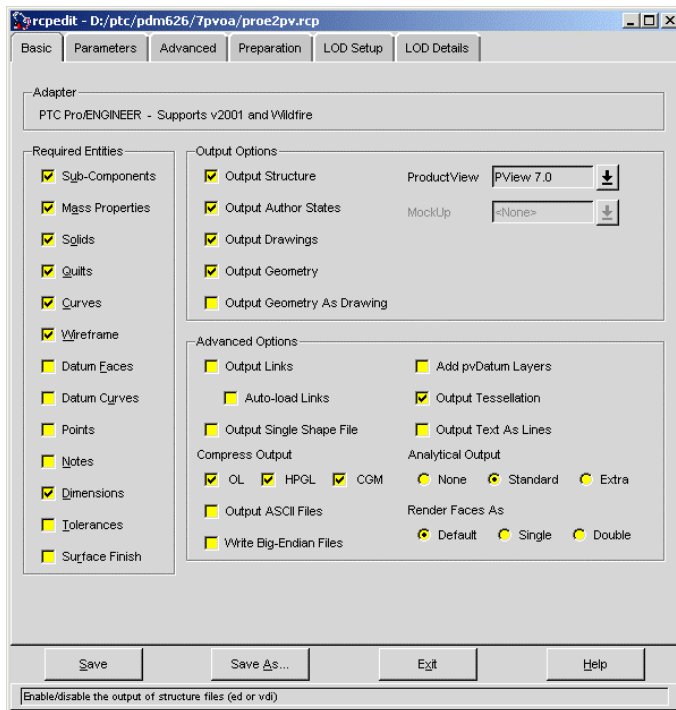 rcpedit - D:/ptc/pdm626/7pvoa/proe2pv.rcp
Basic Parameters Advanced Preparation LOD Setup LOD Details
Adapter
PTC Pro/ENGINEER - Supports v2001 and Wildfire
Required Entities
Sub-Components
Mass Properties
Solids
Quilts
Curves
Wireframe
Datum Faces
Datum Curves
Points
Notes
Dimensions
Tolerances
Surface Finish
Output Options
Output Structure
Output Author States
Output Drawings
Output Geometry
Output Geometry As Drawing
ProductView PView 7.0
MockUp <None>
Advanced Options
Output Links
Auto-load Links
Output Single Shape File
Compress Output
OL HPGL CGM
Output ASCII Files
Write Big-Endian Files
Add pvDatum Layers
Output Tessellation
Output Text As Lines
Analytical Output
None Standard Extra
Render Faces As
Default Single Double
Save Save As... Exit Help
Enable/disable the output of structure files (ed or vdi)